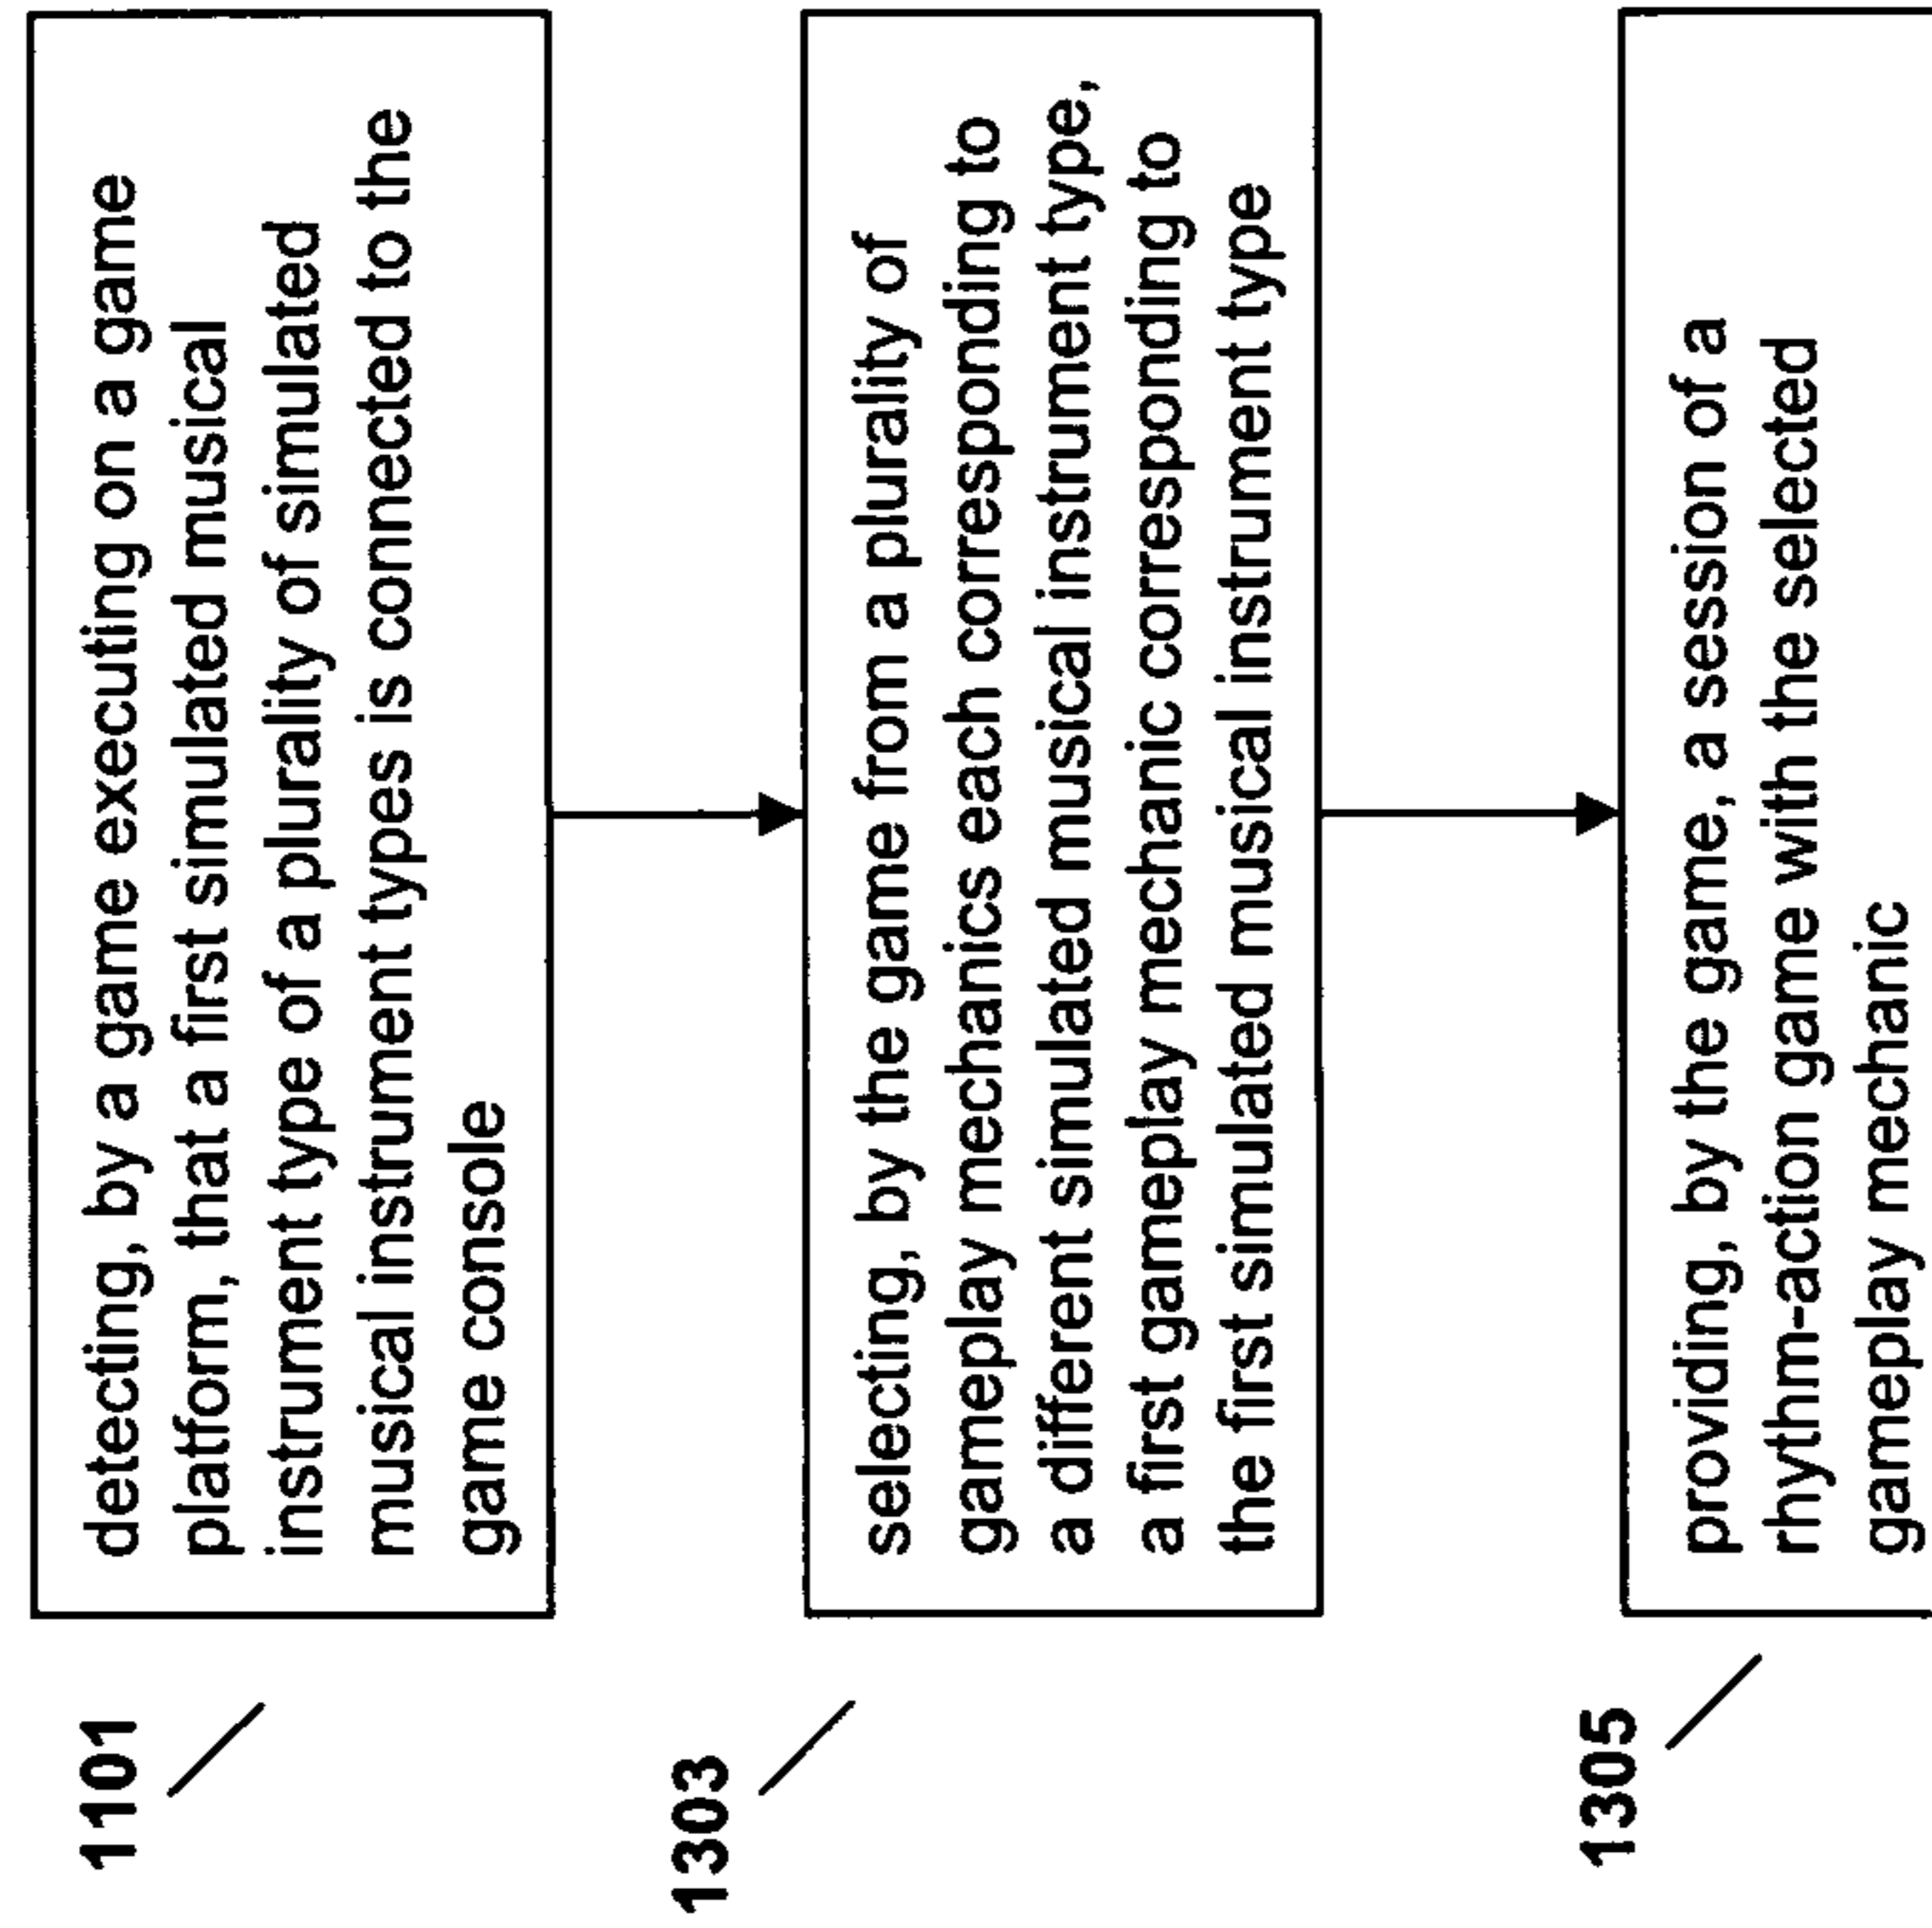 1101
detecting, by a game executing on a game
platform, that a first simulated musical
instrument type of a plurality of simulated
musical instrument types is connected to the
game console
1303
selecting, by the game from a plurality of
gameplay mechanics each corresponding to
a different simulated musical instrument type,
a first gameplay mechanic corresponding to
the first simulated musical instrument type
1305
providing, by the game, a session of a
rhythm-action game with the selected
gameplay mechanic